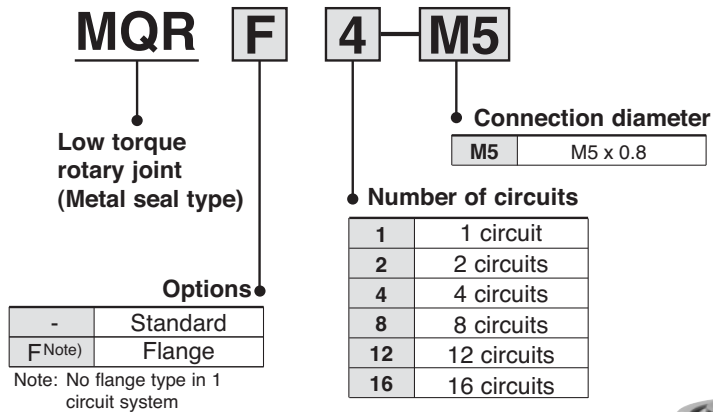 MQR F 4-M5
Low torque
rotary joint
(Metal seal type)
Connection diameter
M5 M5 x 0.8
Number of circuits
1 1 circuit
2 2 circuits
4 4 circuits
8 8 circuits
12 12 circuits
16 16 circuits
Options
- Standard
F Note) Flange
Note: No flange type in 1
circuit system